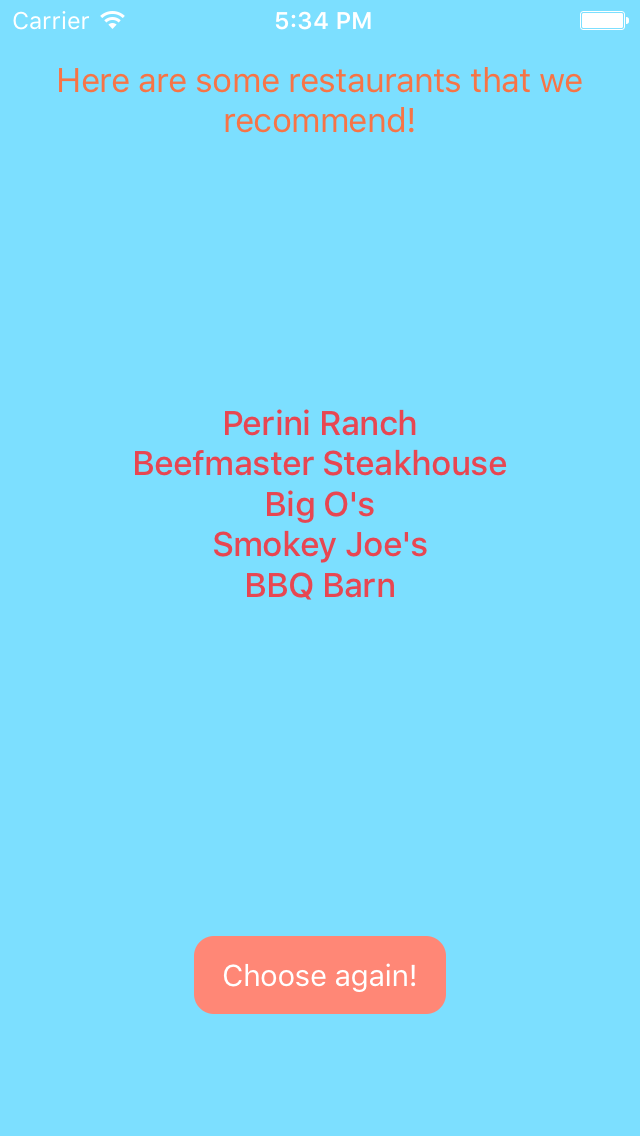 Carrier 5:34 PM
Here are some restaurants that we
recommend!
Perini Ranch
Beefmaster Steakhouse
Big O's
Smokey Joe's
BBQ Barn
Choose again!